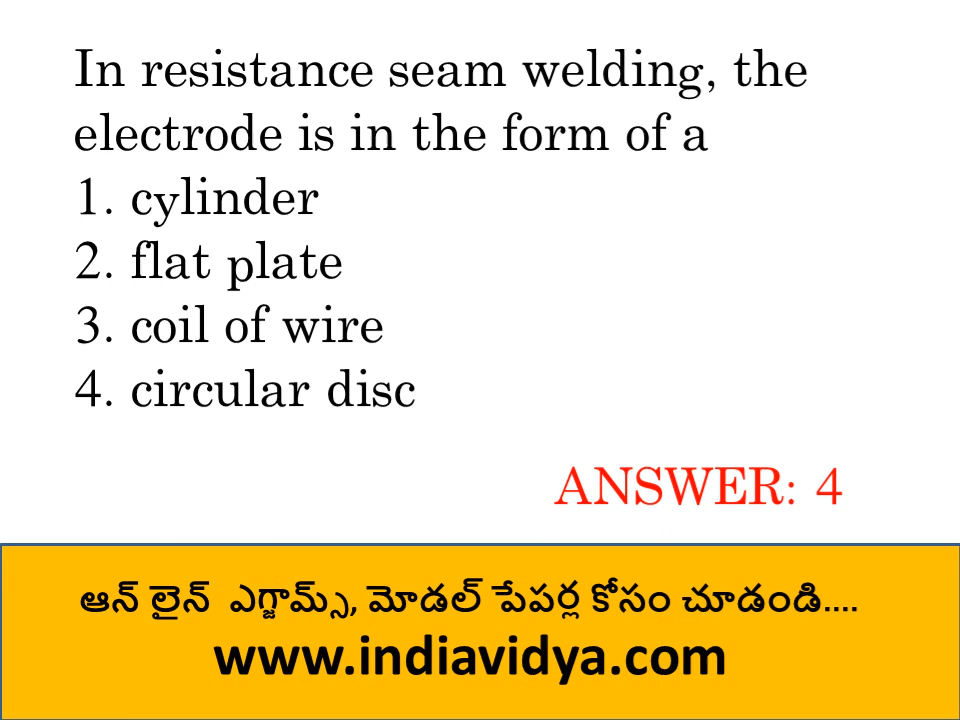 In resistance seam welding, the
electrode is in the form of a
1. cylinder
2. flat plate
3. coil of wire
4. circular disc
ANSWER: 4
ఆన్ లైన్ ఎగ్జామ్స్, మోడల్ పేపర్ల కోసం చూడండి....
www.indiavidya.com